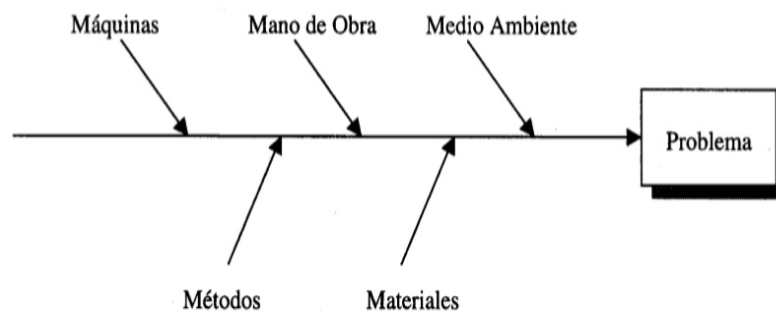 Máquinas
Mano de Obra
Medio Ambiente
Problema
Métodos
Materiales